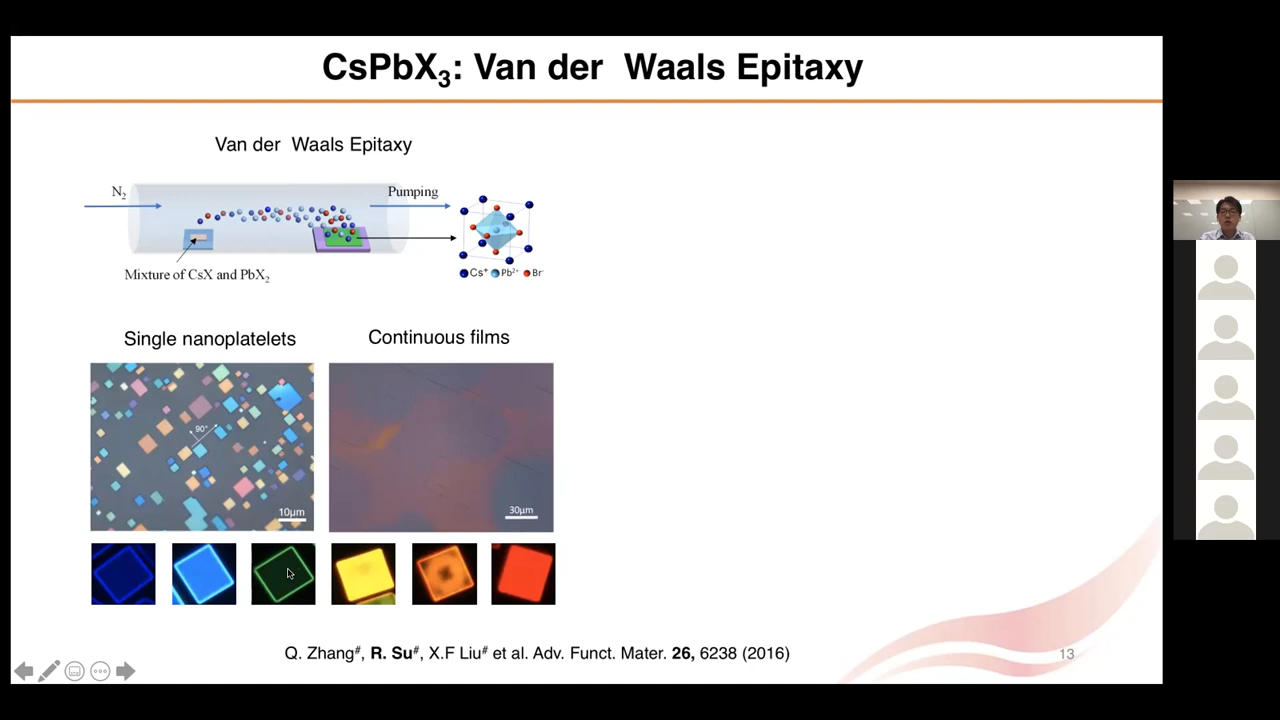 CsPbX₃: Van der Waals Epitaxy
Van der Waals Epitaxy
N₂
Pumping
Mixture of CsX and PbX₂
Cs⁺ Pb²⁺ Br⁻
Single nanoplatelets
Continuous films
90°
10μm
30μm
Q. Zhang#, R. Su#, X.F Liu# et al. Adv. Funct. Mater. 26, 6238 (2016)
13